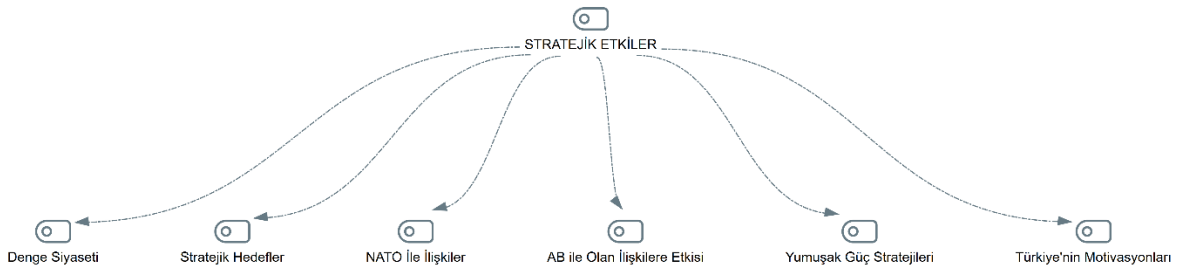 STRATEJİK ETKİLER
Denge Siyaseti
Stratejik Hedefler
NATO İle İlişkiler
AB ile Olan İlişkilere Etkisi
Yumuşak Güç Stratejileri
Türkiye'nin Motivasyonları